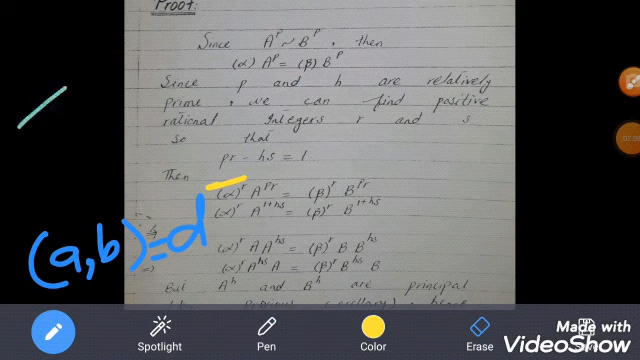 Proof:
Since A^p ~ B^p, then
(α) A^p = (β) B^p
Since p and h are relatively
prime, we can find positive
rational Integers r and s
so that
pr - hs = 1
Then
(α)^r A^pr = (β)^r B^pr
(α)^r A^1+hs = (β)^r B^1+hs
(a,b)=d
(α)^r A A^hs = (β)^r B B^hs
(α)^r A^hs A = (β)^r B^hs B
But A^h and B^h are principal
hence
Spotlight
Pen
Color
Erase
Made with
VideoShow